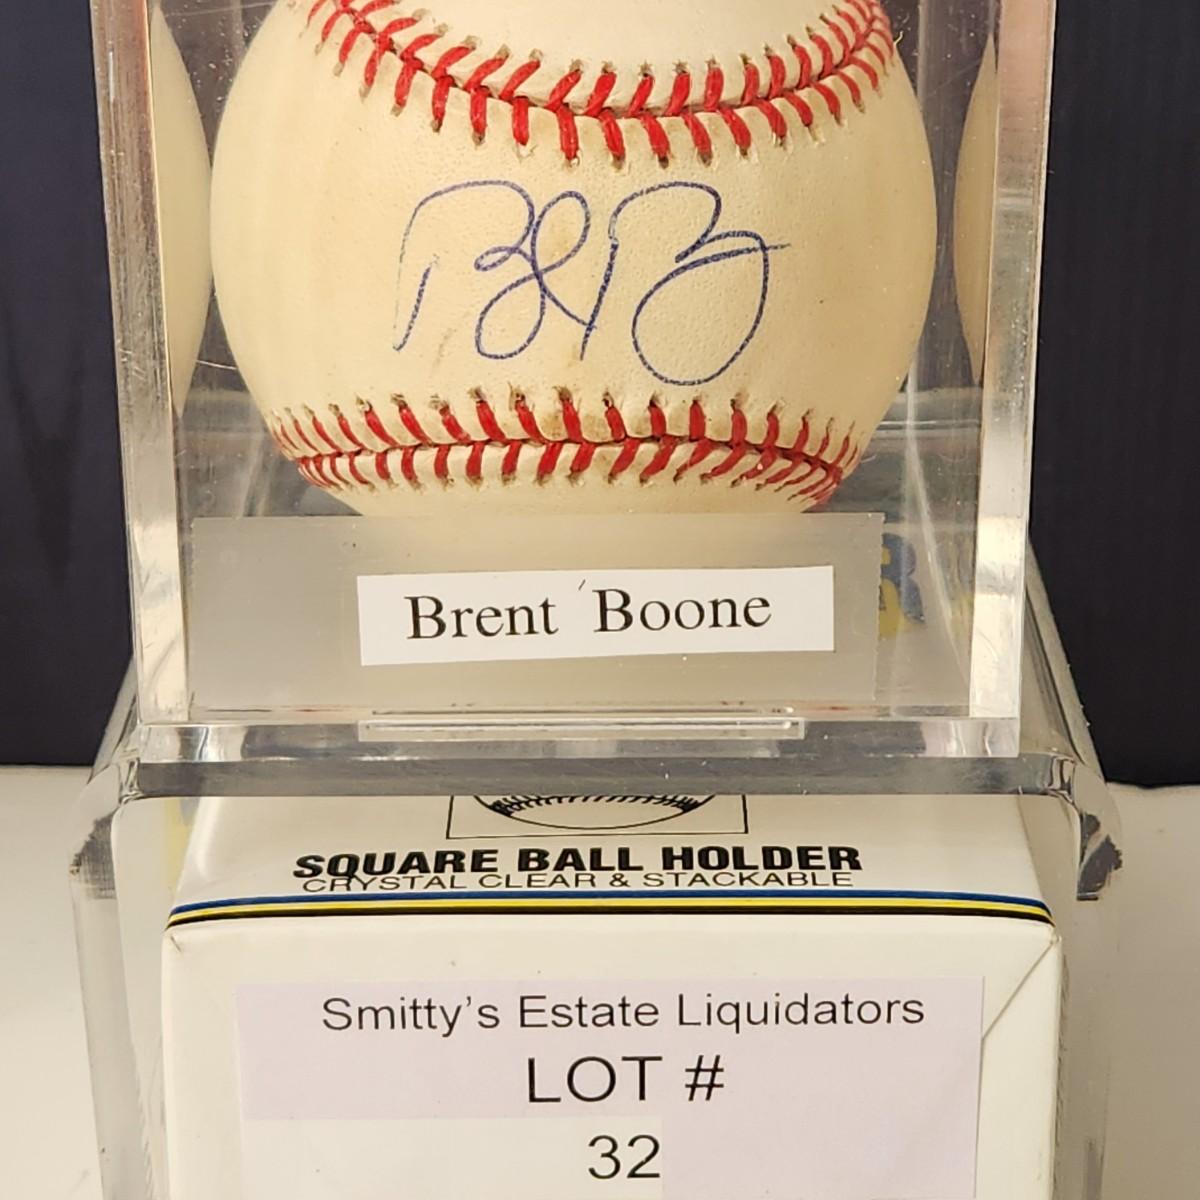 Brent Boone
SQUARE BALL HOLDER
CRYSTAL CLEAR & STACKABLE
Smitty's Estate Liquidators
LOT #
32